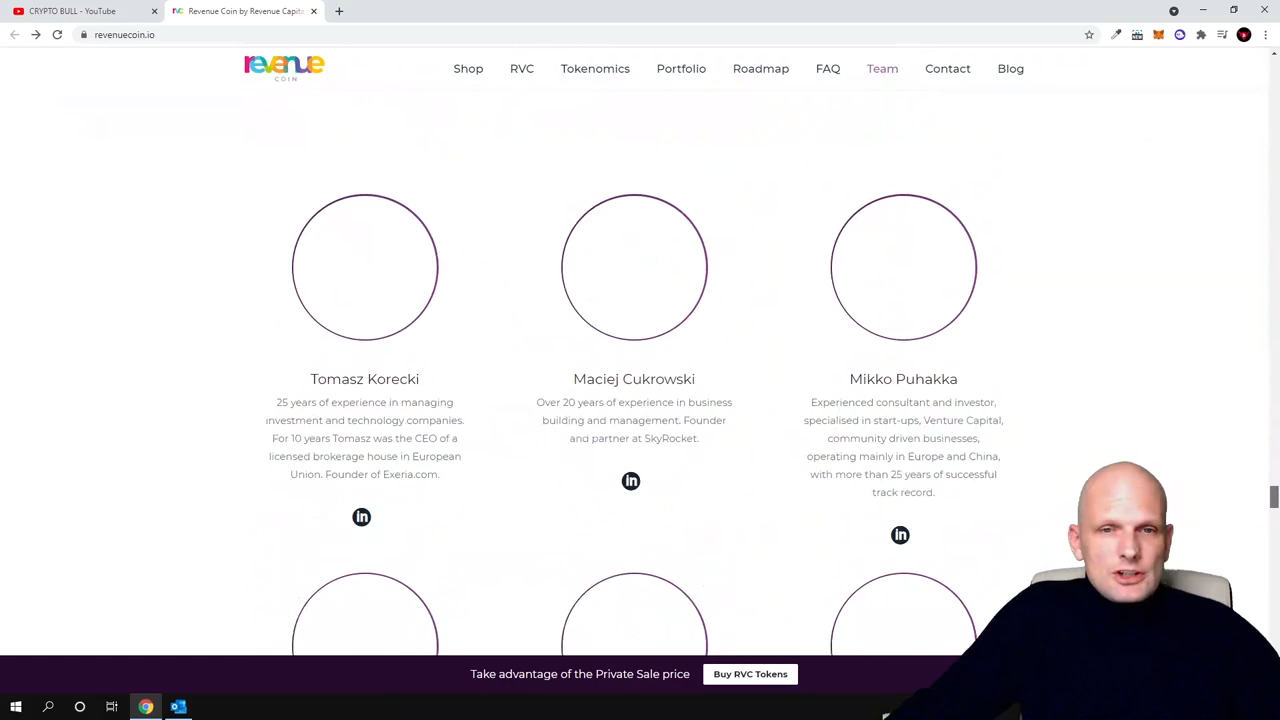 CRYPTO BULL - YouTube
Revenue Coin by Revenue Capita
revenuecoin.io
revenue
COIN
Shop
RVC
Tokenomics
Portfolio
Roadmap
FAQ
Team
Contact
Blog
Tomasz Korecki
25 years of experience in managing
investment and technology companies.
For 10 years Tomasz was the CEO of a
licensed brokerage house in European
Union. Founder of Exeria.com.
in
Maciej Cukrowski
Over 20 years of experience in business
building and management. Founder
and partner at SkyRocket.
in
Mikko Puhakka
Experienced consultant and investor,
specialised in start-ups, Venture Capital,
community driven businesses,
operating mainly in Europe and China,
with more than 25 years of successful
track record.
in
Take advantage of the Private Sale price
Buy RVC Tokens